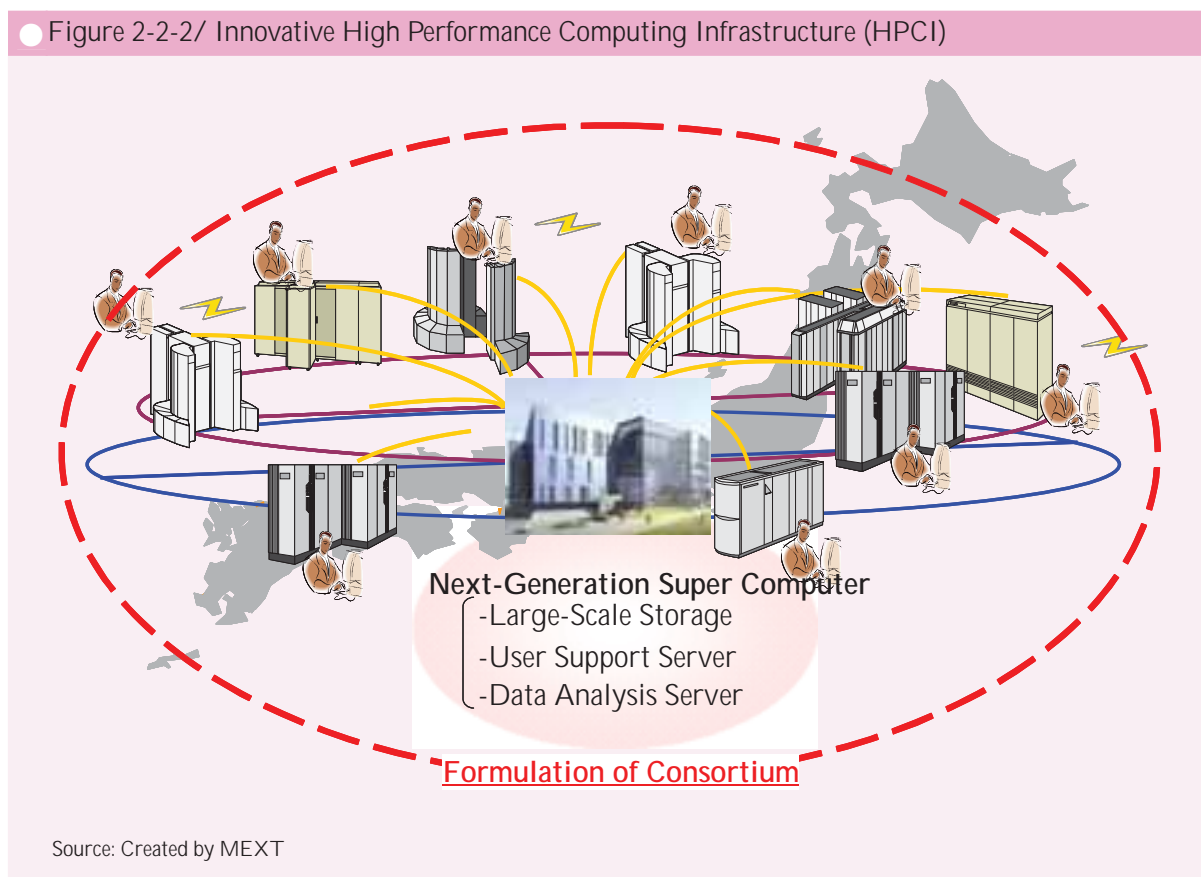 Figure 2-2-2/ Innovative High Performance Computing Infrastructure (HPCI)
Next-Generation Super Computer
-Large-Scale Storage
-User Support Server
-Data Analysis Server
Formulation of Consortium
Source: Created by MEXT